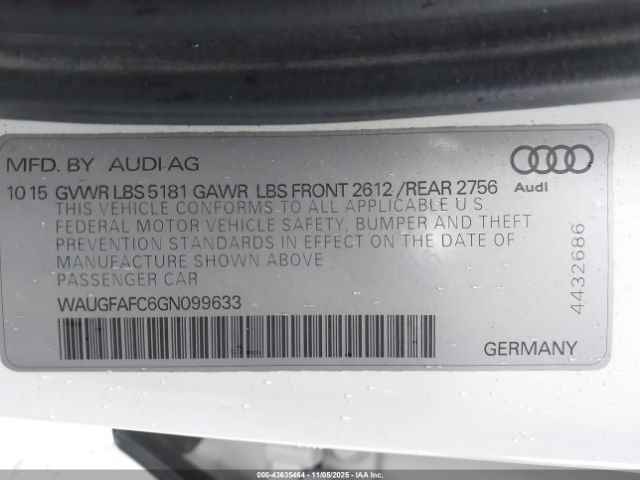 MFD. BY AUDI AG
10 15 GVWR LBS 5181 GAWR LBS FRONT 2612 /REAR 2756
Audi
THIS VEHICLE CONFORMS TO ALL APPLICABLE U.S.
FEDERAL MOTOR VEHICLE SAFETY, BUMPER AND THEFT
PREVENTION STANDARDS IN EFFECT ON THE DATE OF
MANUFACTURE SHOWN ABOVE
PASSENGER CAR
4432686
WAUGFAFC6GN099633
GERMANY
000-43635464 | 11/05/2025 - IAAI.COM